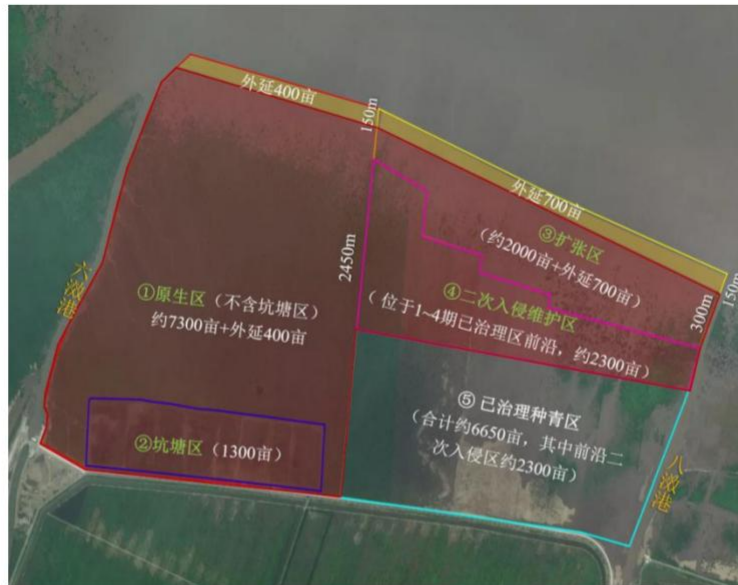 外延400亩
150m
外延700亩
③扩张区
(约2000亩+外延700亩)
150m
300m
2450m
六滧港
①原生区(不含坑塘区)
约7300亩+外延400亩
④二次入侵维护区
(位于1~4期已治理区前沿,约2300亩)
⑤ 已治理种青区
(合计约6650亩,其中前沿二
次入侵区约2300亩)
②坑塘区(1300亩)
八滧港